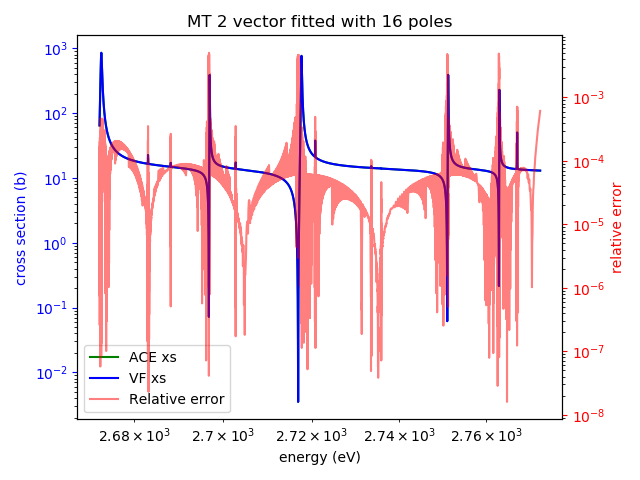 MT 2 vector fitted with 16 poles
10³
10²
10¹
10⁰
10⁻¹
10⁻²
cross section (b)
10⁻³
10⁻⁴
10⁻⁵
10⁻⁶
10⁻⁷
10⁻⁸
relative error
ACE xs
VF xs
Relative error
2.68 × 10³ 2.7 × 10³ 2.72 × 10³ 2.74 × 10³ 2.76 × 10³
energy (eV)